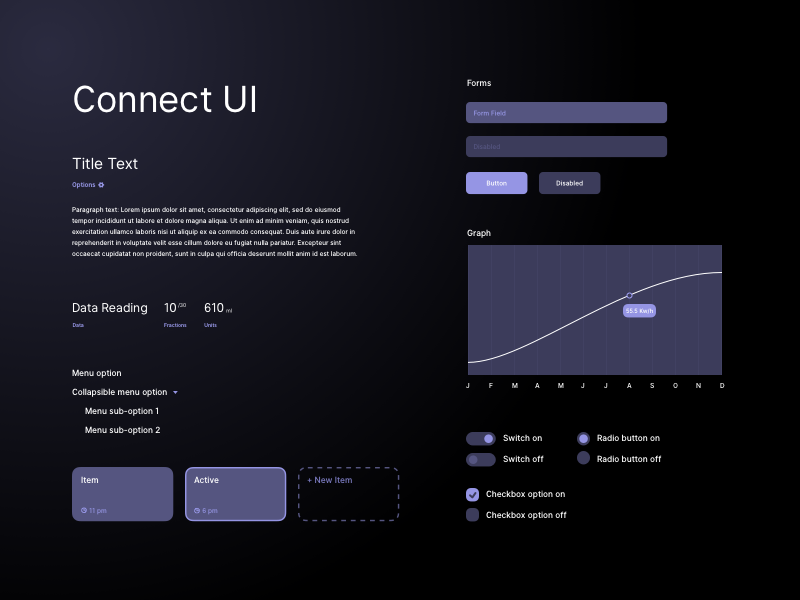 Connect UI
Title Text
Options
Paragraph text: Lorem ipsum dolor sit amet, consectetur adipiscing elit, sed do eiusmod
tempor incididunt ut labore et dolore magna aliqua. Ut enim ad minim veniam, quis nostrud
exercitation ullamco laboris nisi ut aliquip ex ea commodo consequat. Duis aute irure dolor in
reprehenderit in voluptate velit esse cillum dolore eu fugiat nulla pariatur. Excepteur sint
occaecat cupidatat non proident, sunt in culpa qui officia deserunt mollit anim id est laborum.
Data Reading 10 /30 610 ml
Data Fractions Units
Menu option
Collapsible menu option
Menu sub-option 1
Menu sub-option 2
Item
11 pm
Active
6 pm
+ New Item
Forms
Form Field
Disabled
Button
Disabled
Graph
55.5 Kw/h
J F M A M J J A S O N D
Switch on
Switch off
Radio button on
Radio button off
Checkbox option on
Checkbox option off